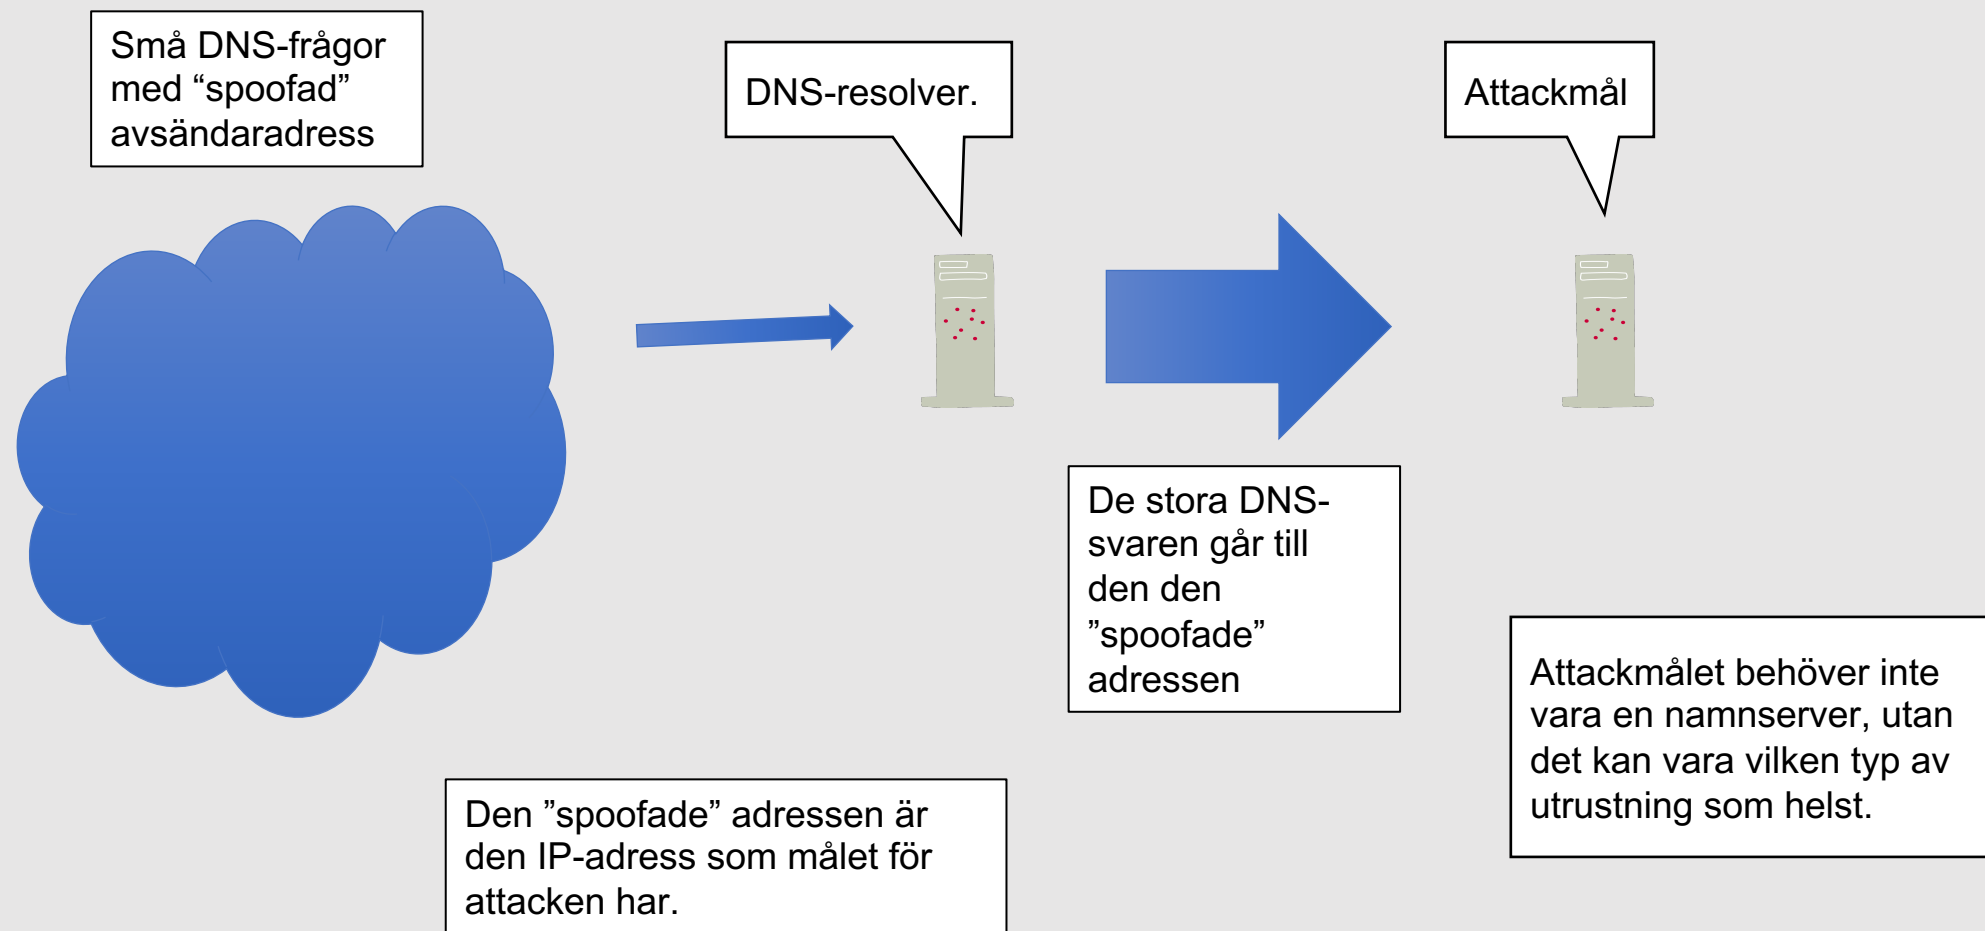 Små DNS-frågor
med “spoofad”
avsändaradress
DNS-resolver.
Attackmål
De stora DNS-
svaren går till
den den
”spoofade”
adressen
Attackmålet behöver inte
vara en namnserver, utan
det kan vara vilken typ av
utrustning som helst.
Den ”spoofade” adressen är
den IP-adress som målet för
attacken har.